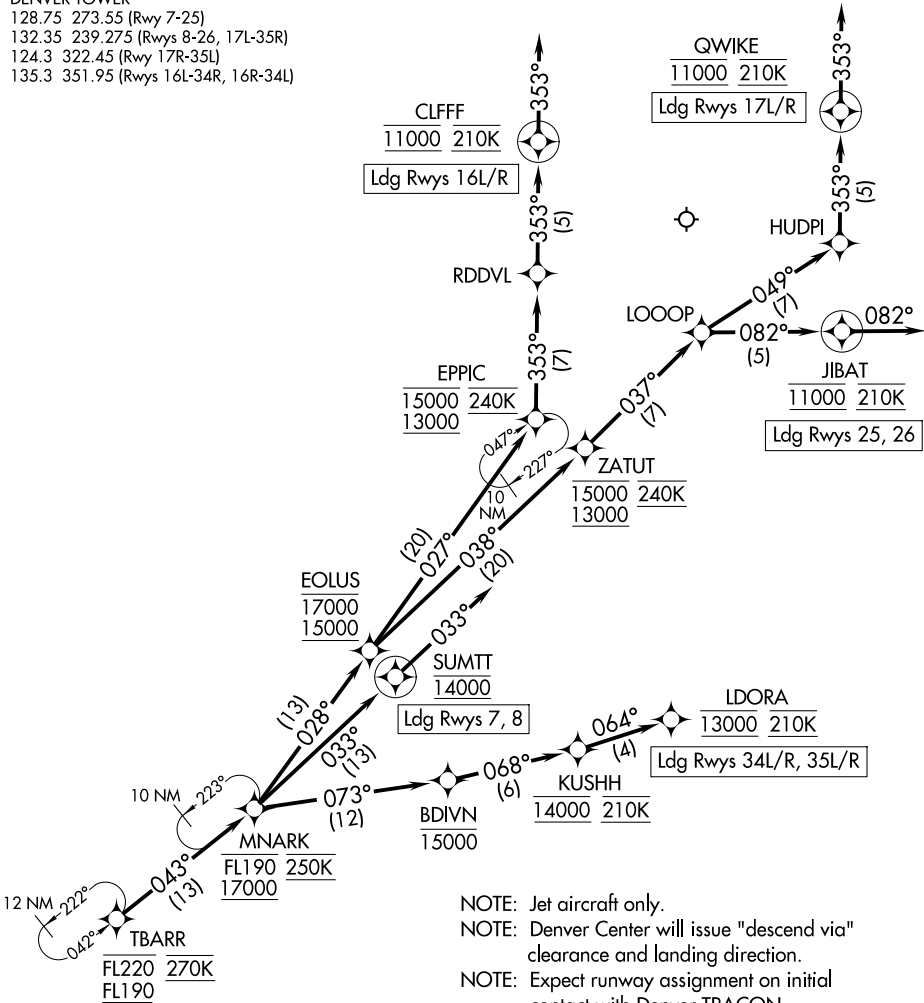 128.75 273.55 (Rwy 7-25)
132.35 239.275 (Rwys 8-26, 17L-35R)
124.3 322.45 (Rwy 17R-35L)
135.3 351.95 (Rwys 16L-34R, 16R-34L)
353°
CLFFF
11000 210K
Ldg Rwys 16L/R
353°
(5)
RDDVL
353°
(7)
353°
QWIKE
11000 210K
Ldg Rwys 17L/R
353°
(5)
HUDPI
049°
(7)
LOOOP
082°
(5)
082°
JIBAT
11000 210K
Ldg Rwys 25, 26
037°
(7)
EPPIC
15000 240K
13000
047°
227°
10
NM
ZATUT
15000 240K
13000
(20)
027°
038°
(20)
EOLUS
17000
15000
033°
SUMTT
14000
Ldg Rwys 7, 8
(13)
028°
033°
(13)
LDORA
13000 210K
Ldg Rwys 34L/R, 35L/R
064°
(4)
068°
(6)
KUSHH
14000 210K
073°
(12)
BDIVN
15000
10 NM
223°
MNARK
FL190 250K
17000
043°
(13)
12 NM
222°
042°
TBARR
FL220 270K
FL190
NOTE: Jet aircraft only.
NOTE: Denver Center will issue "descend via"
clearance and landing direction.
NOTE: Expect runway assignment on initial